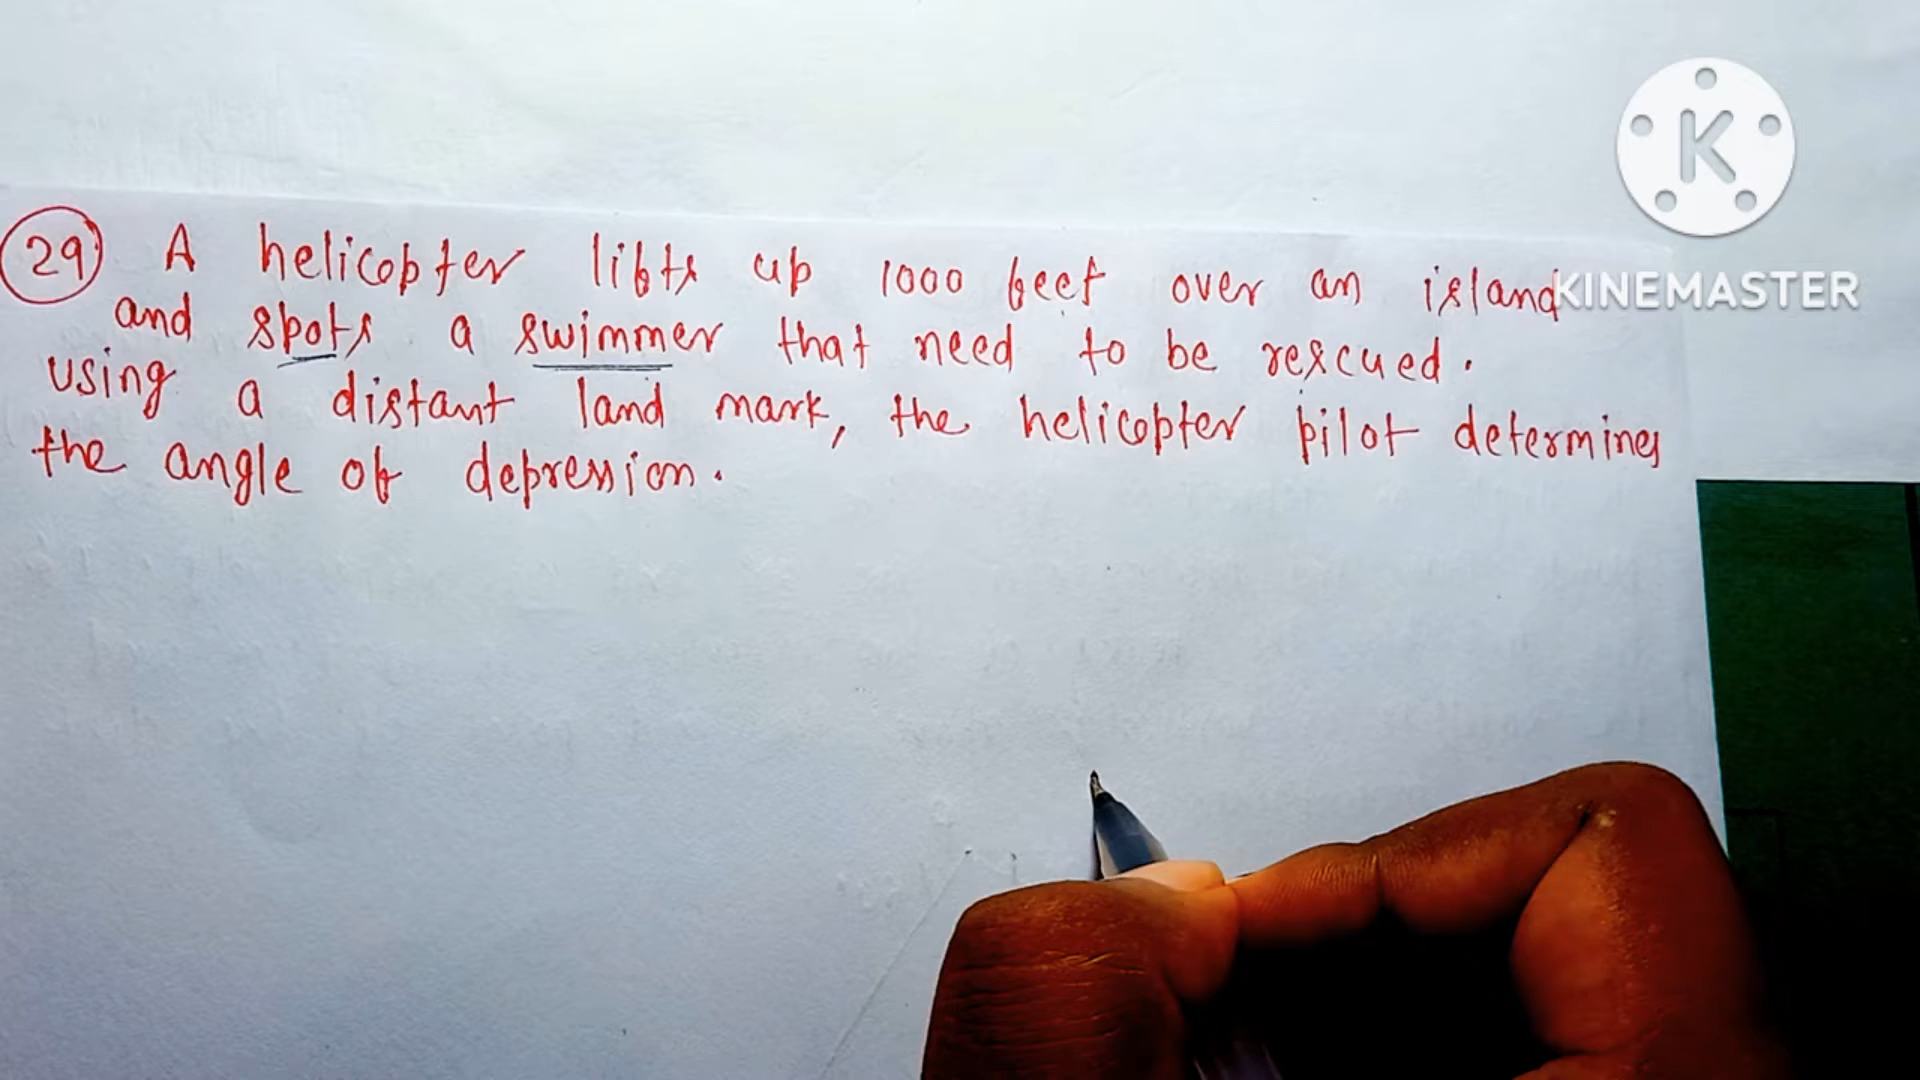 29 A helicopter lifts up 1000 feet over an island
and spots a swimmer that need to be rescued.
using a distant land mark, the helicopter pilot determines
the angle of depression.
K
KINEMASTER